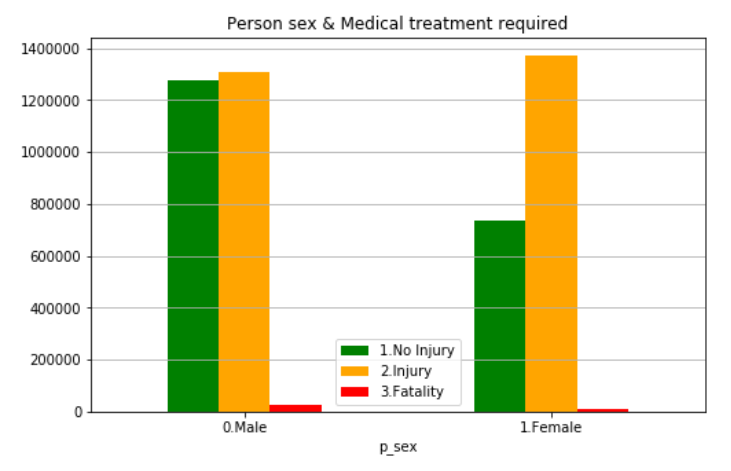 Person sex & Medical treatment required
1400000
1200000
1000000
800000
600000
400000
200000
0
1.No Injury
2.Injury
3.Fatality
0.Male
1.Female
p_sex